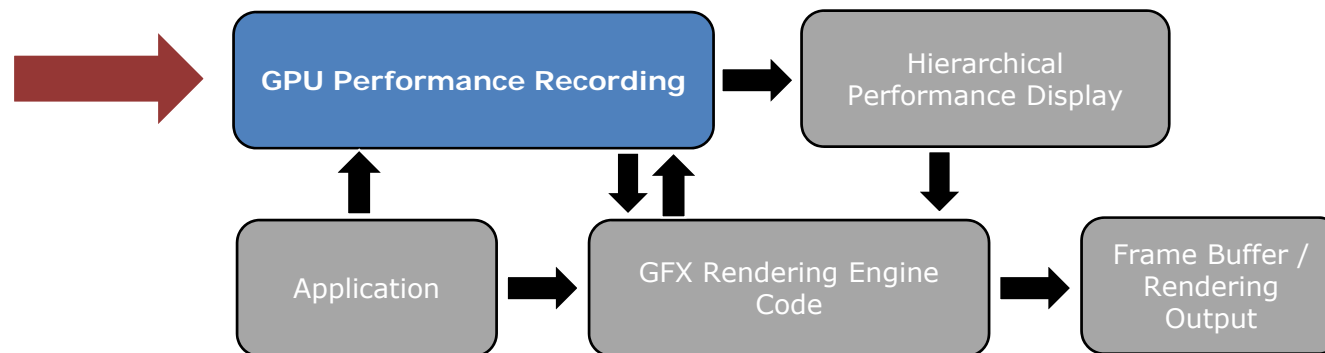 GPU Performance Recording
Hierarchical
Performance Display
Application
GFX Rendering Engine
Code
Frame Buffer /
Rendering
Output